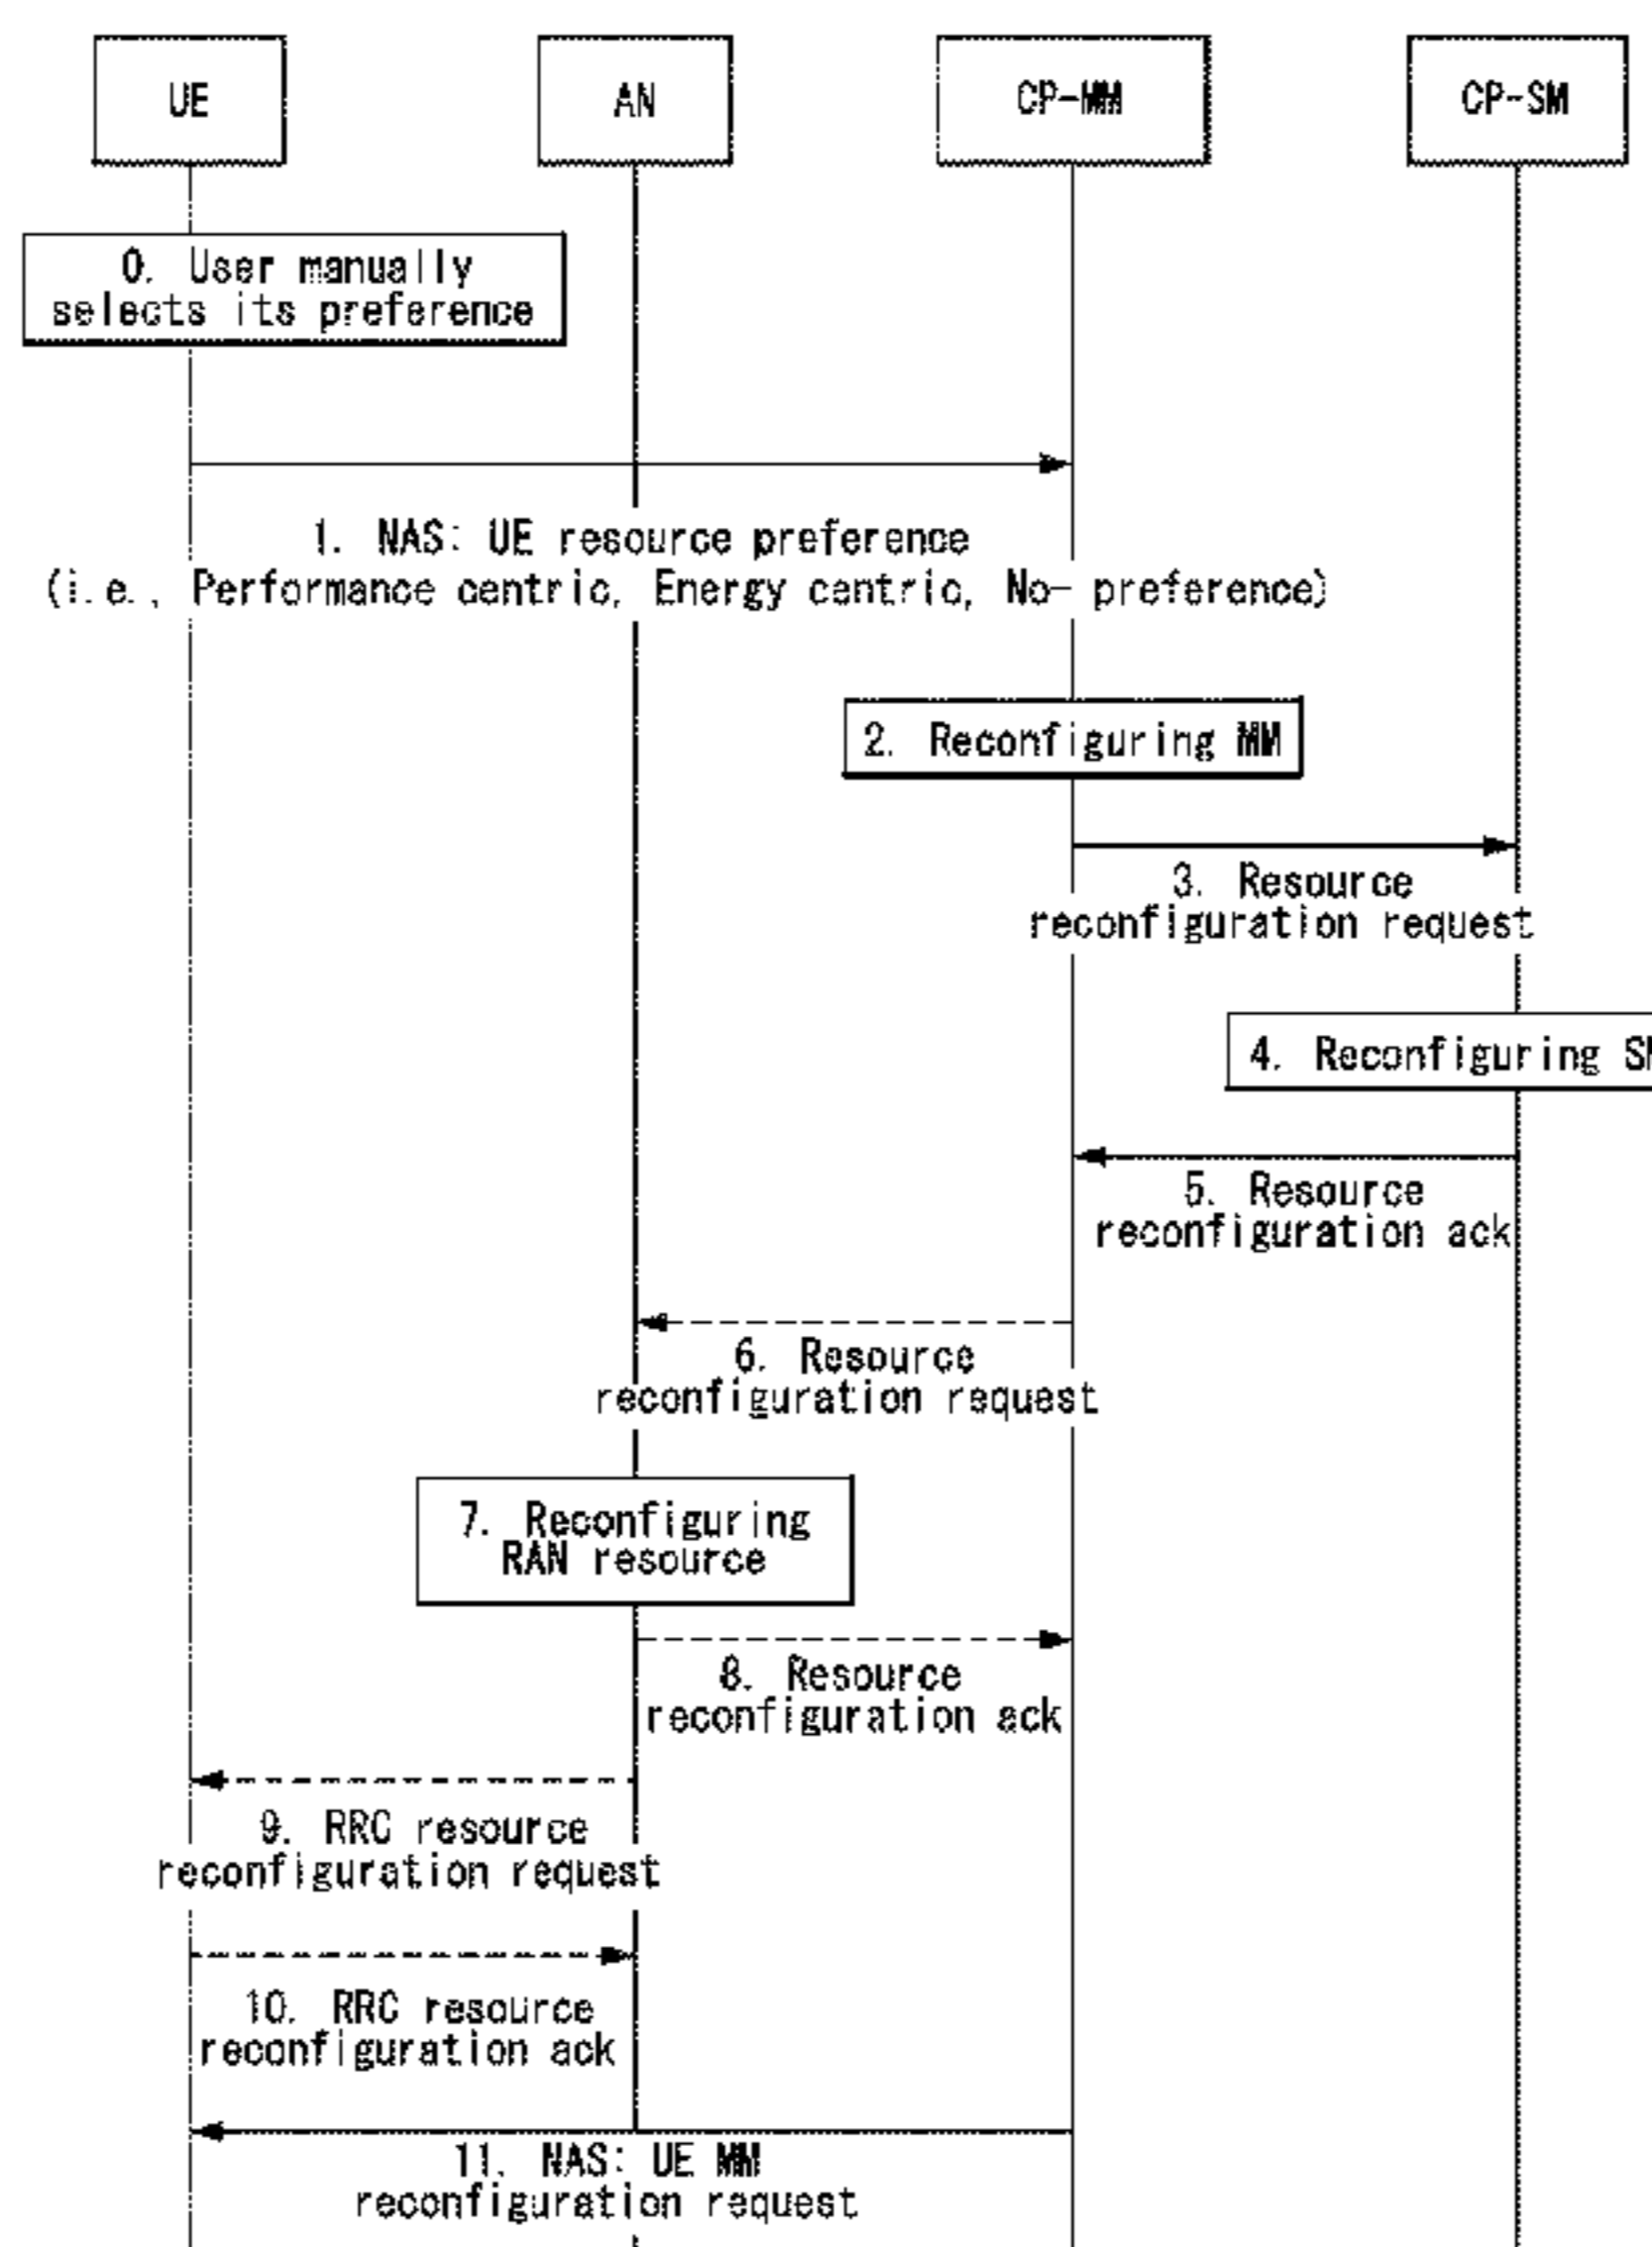 UE
AN
CP-MM
CP-SM
0. User manually
selects its preference
1. NAS: UE resource preference
(i.e., Performance centric, Energy centric, No- preference)
2. Reconfiguring MM
3. Resource
reconfiguration request
4. Reconfiguring
5. Resource
reconfiguration ack
6. Resource
reconfiguration request
7. Reconfiguring
RAN resource
8. Resource
reconfiguration ack
9. RRC resource
reconfiguration request
10. RRC resource
reconfiguration ack
11. NAS: UE MM
reconfiguration request